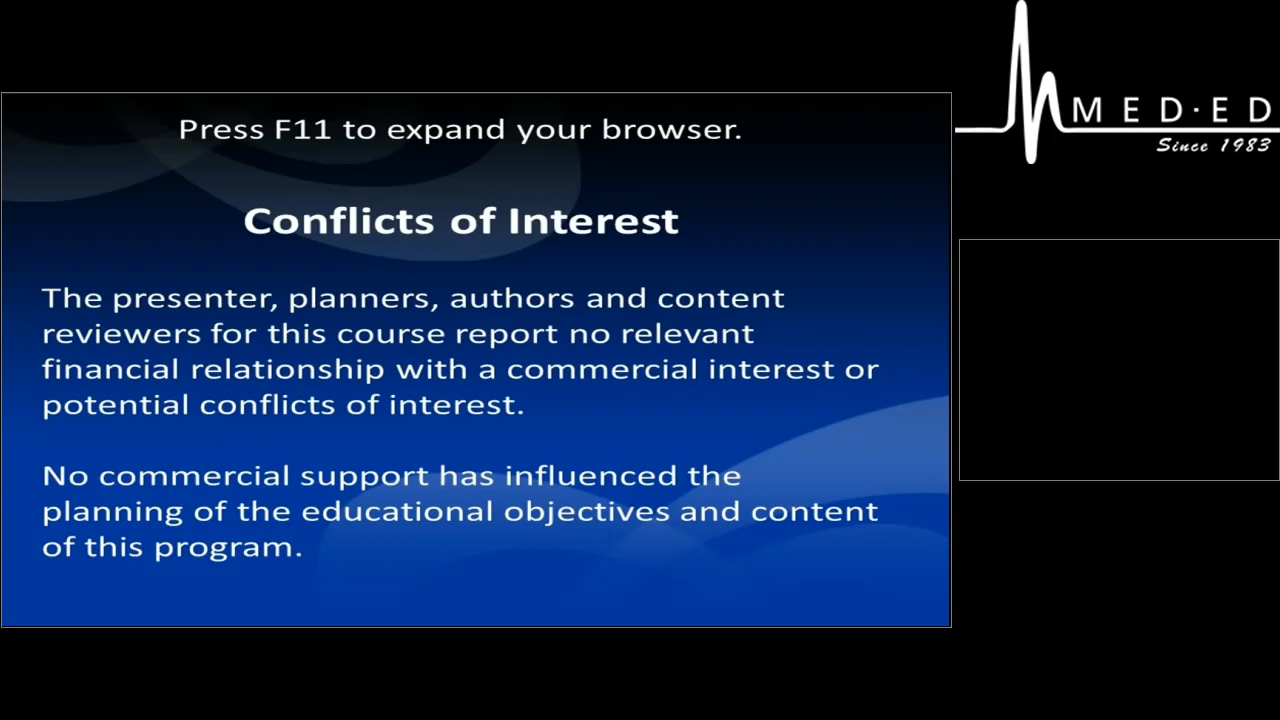 Press F11 to expand your browser.
Conflicts of Interest
The presenter, planners, authors and content
reviewers for this course report no relevant
financial relationship with a commercial interest or
potential conflicts of interest.
No commercial support has influenced the
planning of the educational objectives and content
of this program.
MED·ED
Since 1983